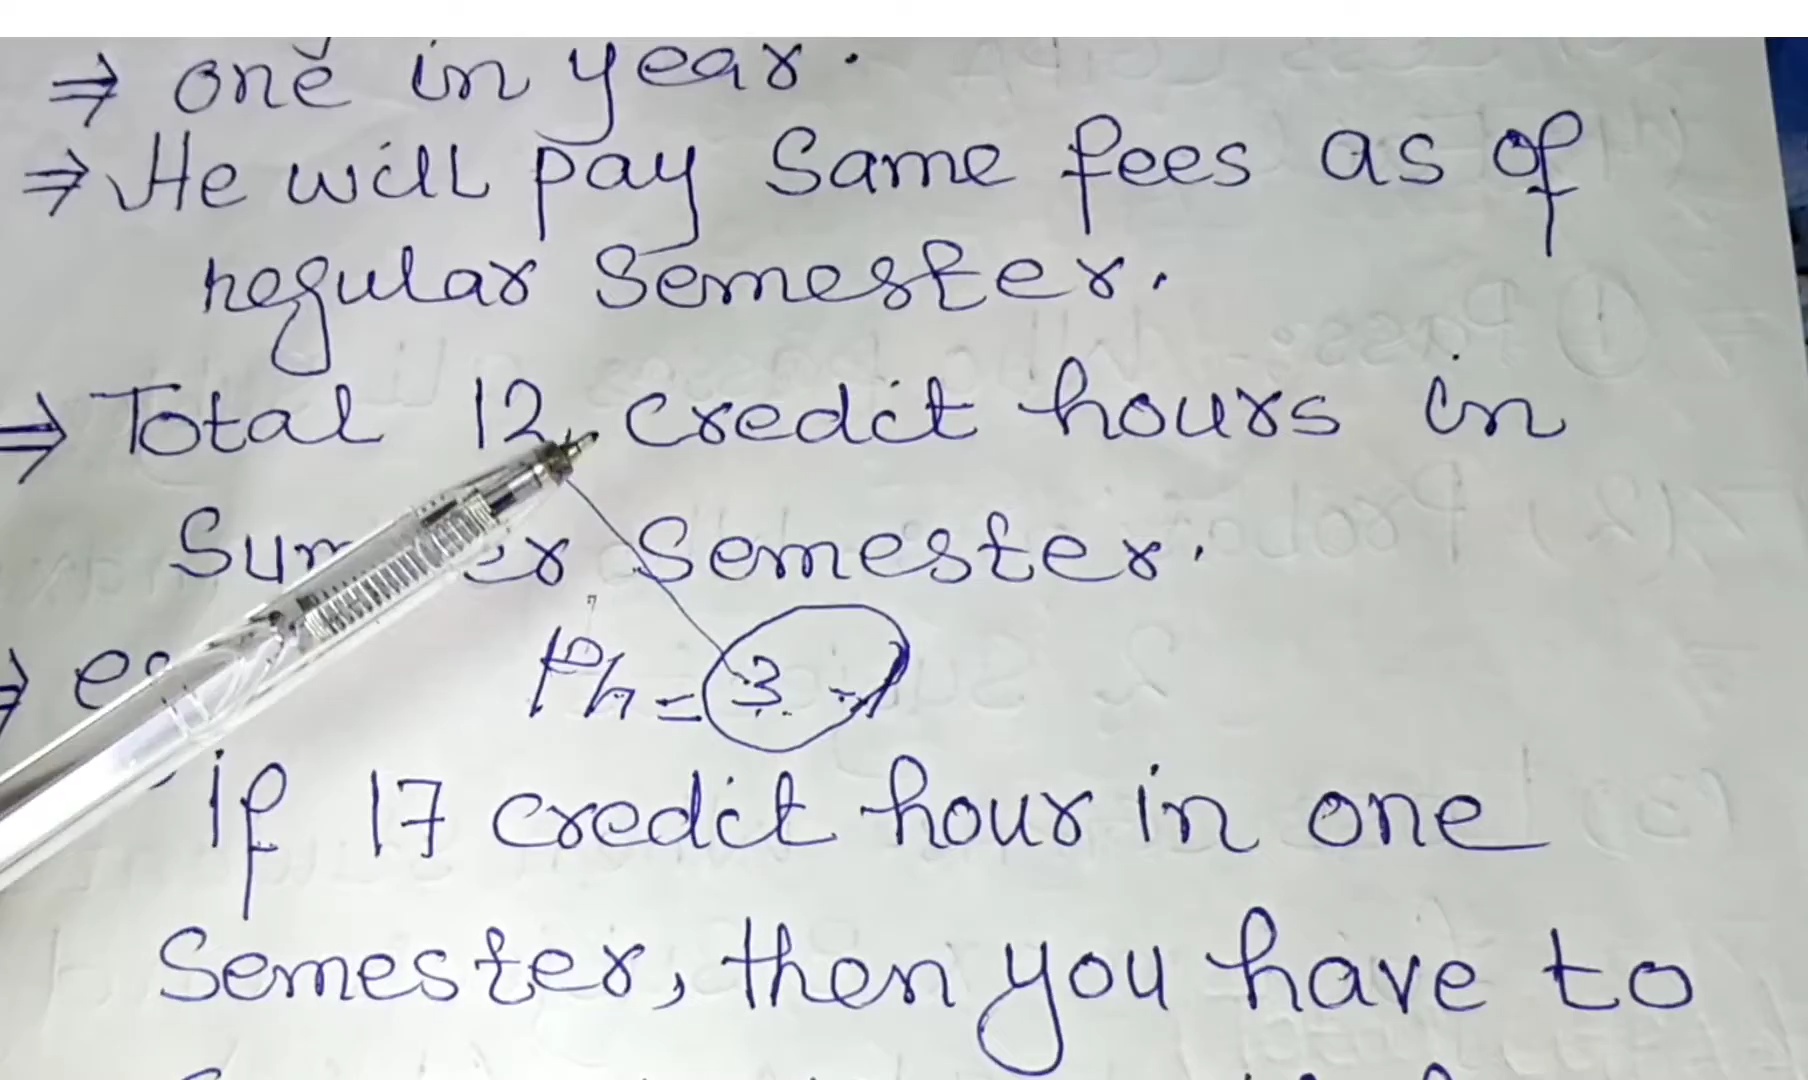 ⇒ one in year.
⇒ He will pay Same fees as of
regular Semester.
⇒ Total 12 credit hours in
Semester.
⇒
Ph = 3
If 17 credit hour in one
Semester, then you have to